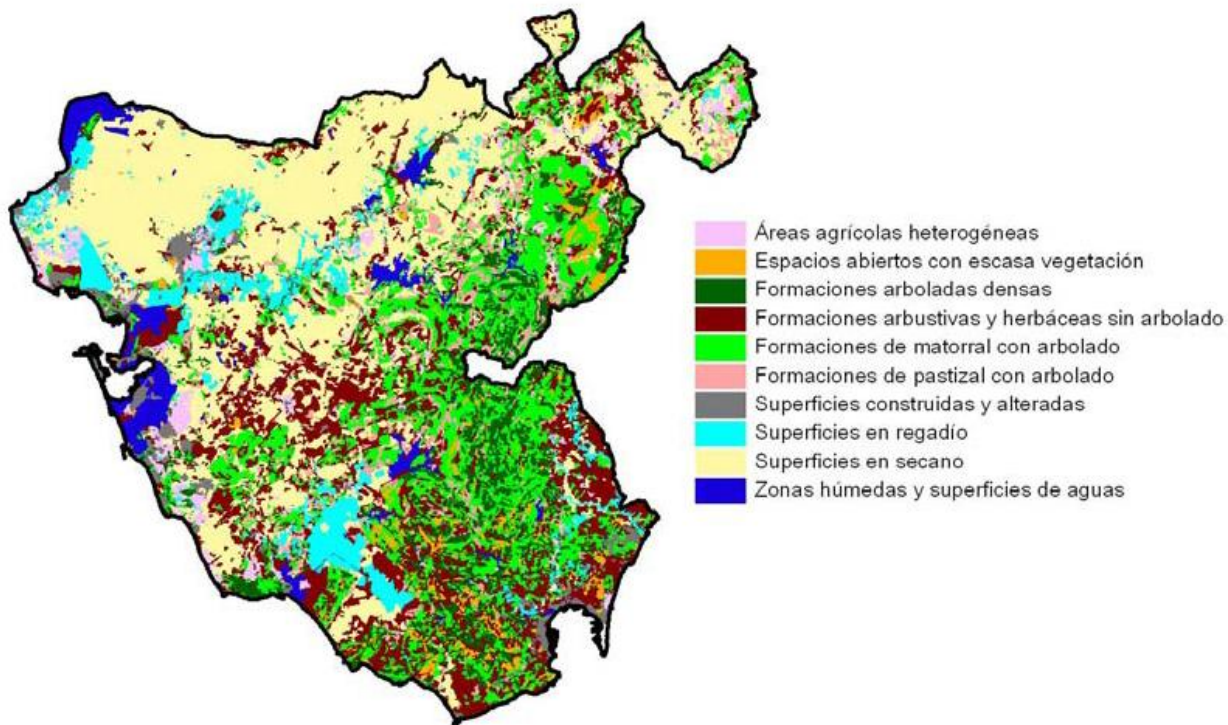 Áreas agrícolas heterogéneas
Espacios abiertos con escasa vegetación
Formaciones arboladas densas
Formaciones arbustivas y herbáceas sin arbolado
Formaciones de matorral con arbolado
Formaciones de pastizal con arbolado
Superficies construidas y alteradas
Superficies en regadío
Superficies en secano
Zonas húmedas y superficies de aguas